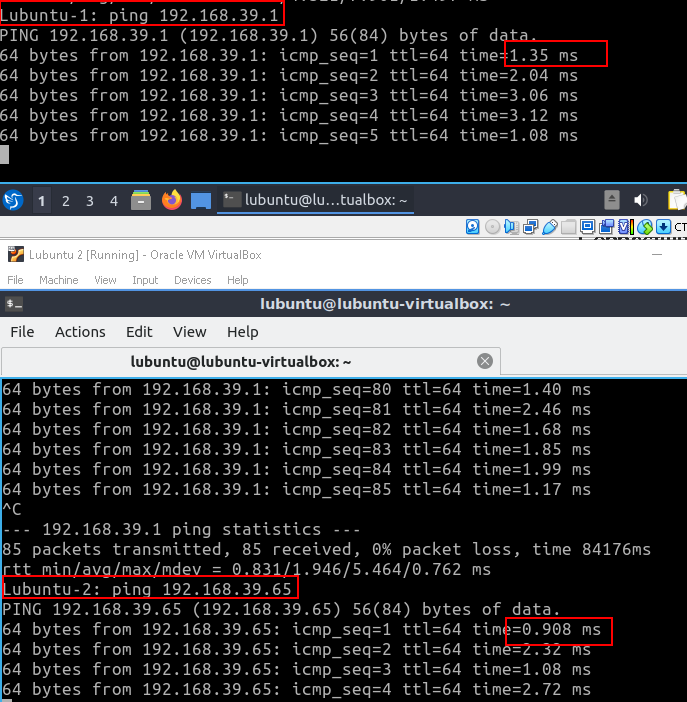 Lubuntu-1: ping 192.168.39.1
PING 192.168.39.1 (192.168.39.1) 56(84) bytes of data.
64 bytes from 192.168.39.1: icmp_seq=1 ttl=64 time=1.35 ms
64 bytes from 192.168.39.1: icmp_seq=2 ttl=64 time=2.04 ms
64 bytes from 192.168.39.1: icmp_seq=3 ttl=64 time=3.06 ms
64 bytes from 192.168.39.1: icmp_seq=4 ttl=64 time=3.12 ms
64 bytes from 192.168.39.1: icmp_seq=5 ttl=64 time=1.08 ms
1 2 3 4 lubuntu@lu...tualbox: ~
CT
Lubuntu 2 [Running] - Oracle VM VirtualBox
File Machine View Input Devices Help
lubuntu@lubuntu-virtualbox: ~
File Actions Edit View Help
lubuntu@lubuntu-virtualbox: ~
64 bytes from 192.168.39.1: icmp_seq=80 ttl=64 time=1.40 ms
64 bytes from 192.168.39.1: icmp_seq=81 ttl=64 time=2.46 ms
64 bytes from 192.168.39.1: icmp_seq=82 ttl=64 time=1.68 ms
64 bytes from 192.168.39.1: icmp_seq=83 ttl=64 time=1.85 ms
64 bytes from 192.168.39.1: icmp_seq=84 ttl=64 time=1.99 ms
64 bytes from 192.168.39.1: icmp_seq=85 ttl=64 time=1.17 ms
^C
--- 192.168.39.1 ping statistics ---
85 packets transmitted, 85 received, 0% packet loss, time 84176ms
rtt min/avg/max/mdev = 0.831/1.946/5.464/0.762 ms
Lubuntu-2: ping 192.168.39.65
PING 192.168.39.65 (192.168.39.65) 56(84) bytes of data.
64 bytes from 192.168.39.65: icmp_seq=1 ttl=64 time=0.908 ms
64 bytes from 192.168.39.65: icmp_seq=2 ttl=64 time=2.32 ms
64 bytes from 192.168.39.65: icmp_seq=3 ttl=64 time=1.08 ms
64 bytes from 192.168.39.65: icmp_seq=4 ttl=64 time=2.72 ms